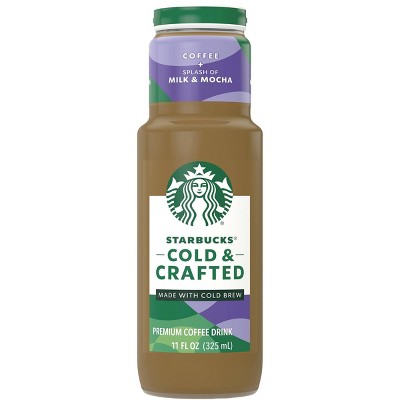 COFFEE
+
SPLASH OF
MILK & MOCHA
STARBUCKS®
COLD &
CRAFTED
MADE WITH COLD BREW
PREMIUM COFFEE DRINK
11 FL OZ (325 mL)